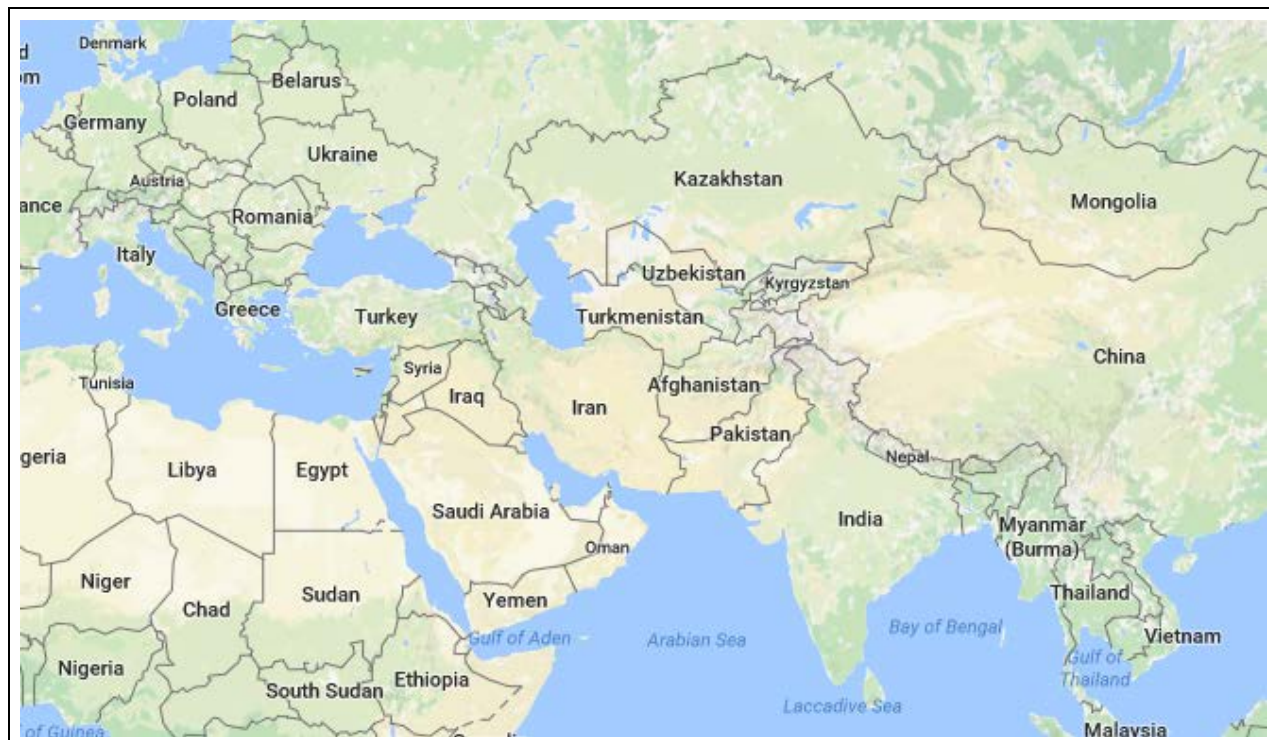 Denmark
d
om
Belarus
Poland
Germany
Ukraine
Austria
Kazakhstan
ance
Romania
Mongolia
Italy
Uzbekistan
Kyrgyzstan
Greece
Turkey
Turkmenistan
China
Syria
Tunisia
Afghanistan
Iraq
Iran
Pakistan
geria
Libya
Egypt
Nepal
Saudi Arabia
India
Myanmar
(Burma)
Oman
Niger
Sudan
Thailand
Yemen
Chad
Gulf of Aden
Arabian Sea
Bay of Bengal
Vietnam
Nigeria
Gulf of
Thailand
Ethiopia
South Sudan
Laccadive Sea
of Guinea
Malaysia